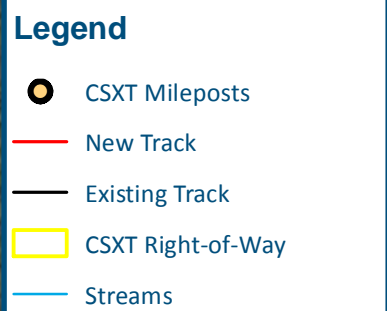 Legend
CSXT Mileposts
New Track
Existing Track
CSXT Right-of-Way
Streams